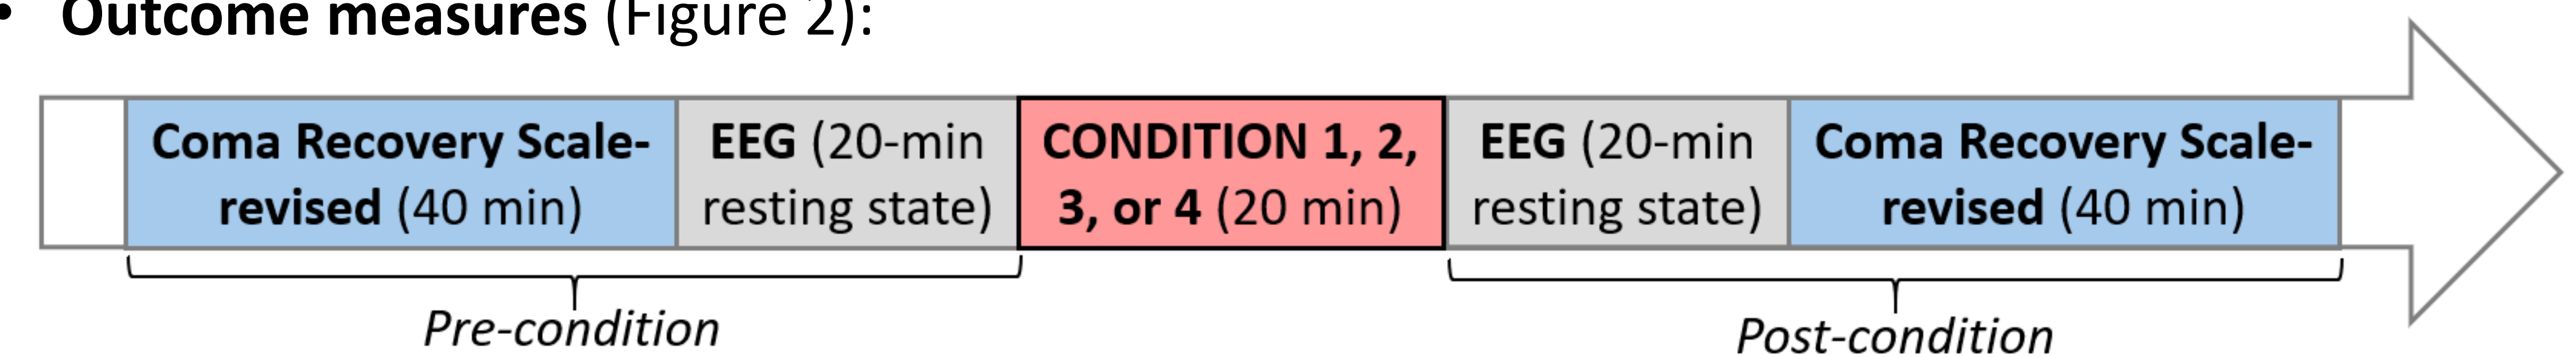 • Outcome measures (Figure 2):
Coma Recovery Scale-
revised (40 min)
EEG (20-min
resting state)
CONDITION 1, 2,
3, or 4 (20 min)
EEG (20-min
resting state)
Coma Recovery Scale-
revised (40 min)
Pre-condition
Post-condition